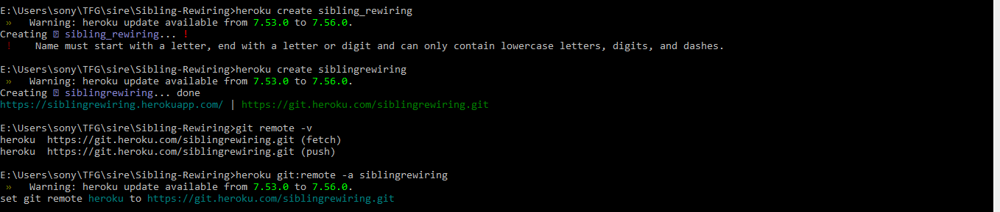 E:\Users\sony\TFG\sire\Sibling-Rewiring>heroku create sibling_rewiring
» Warning: heroku update available from 7.53.0 to 7.56.0.
Creating ⍰ sibling_rewiring... !
! Name must start with a letter, end with a letter or digit and can only contain lowercase letters, digits, and dashes.
E:\Users\sony\TFG\sire\Sibling-Rewiring>heroku create siblingrewiring
» Warning: heroku update available from 7.53.0 to 7.56.0.
Creating ⍰ siblingrewiring... done
https://siblingrewiring.herokuapp.com/ | https://git.heroku.com/siblingrewiring.git
E:\Users\sony\TFG\sire\Sibling-Rewiring>git remote -v
heroku https://git.heroku.com/siblingrewiring.git (fetch)
heroku https://git.heroku.com/siblingrewiring.git (push)
E:\Users\sony\TFG\sire\Sibling-Rewiring>heroku git:remote -a siblingrewiring
» Warning: heroku update available from 7.53.0 to 7.56.0.
set git remote heroku to https://git.heroku.com/siblingrewiring.git